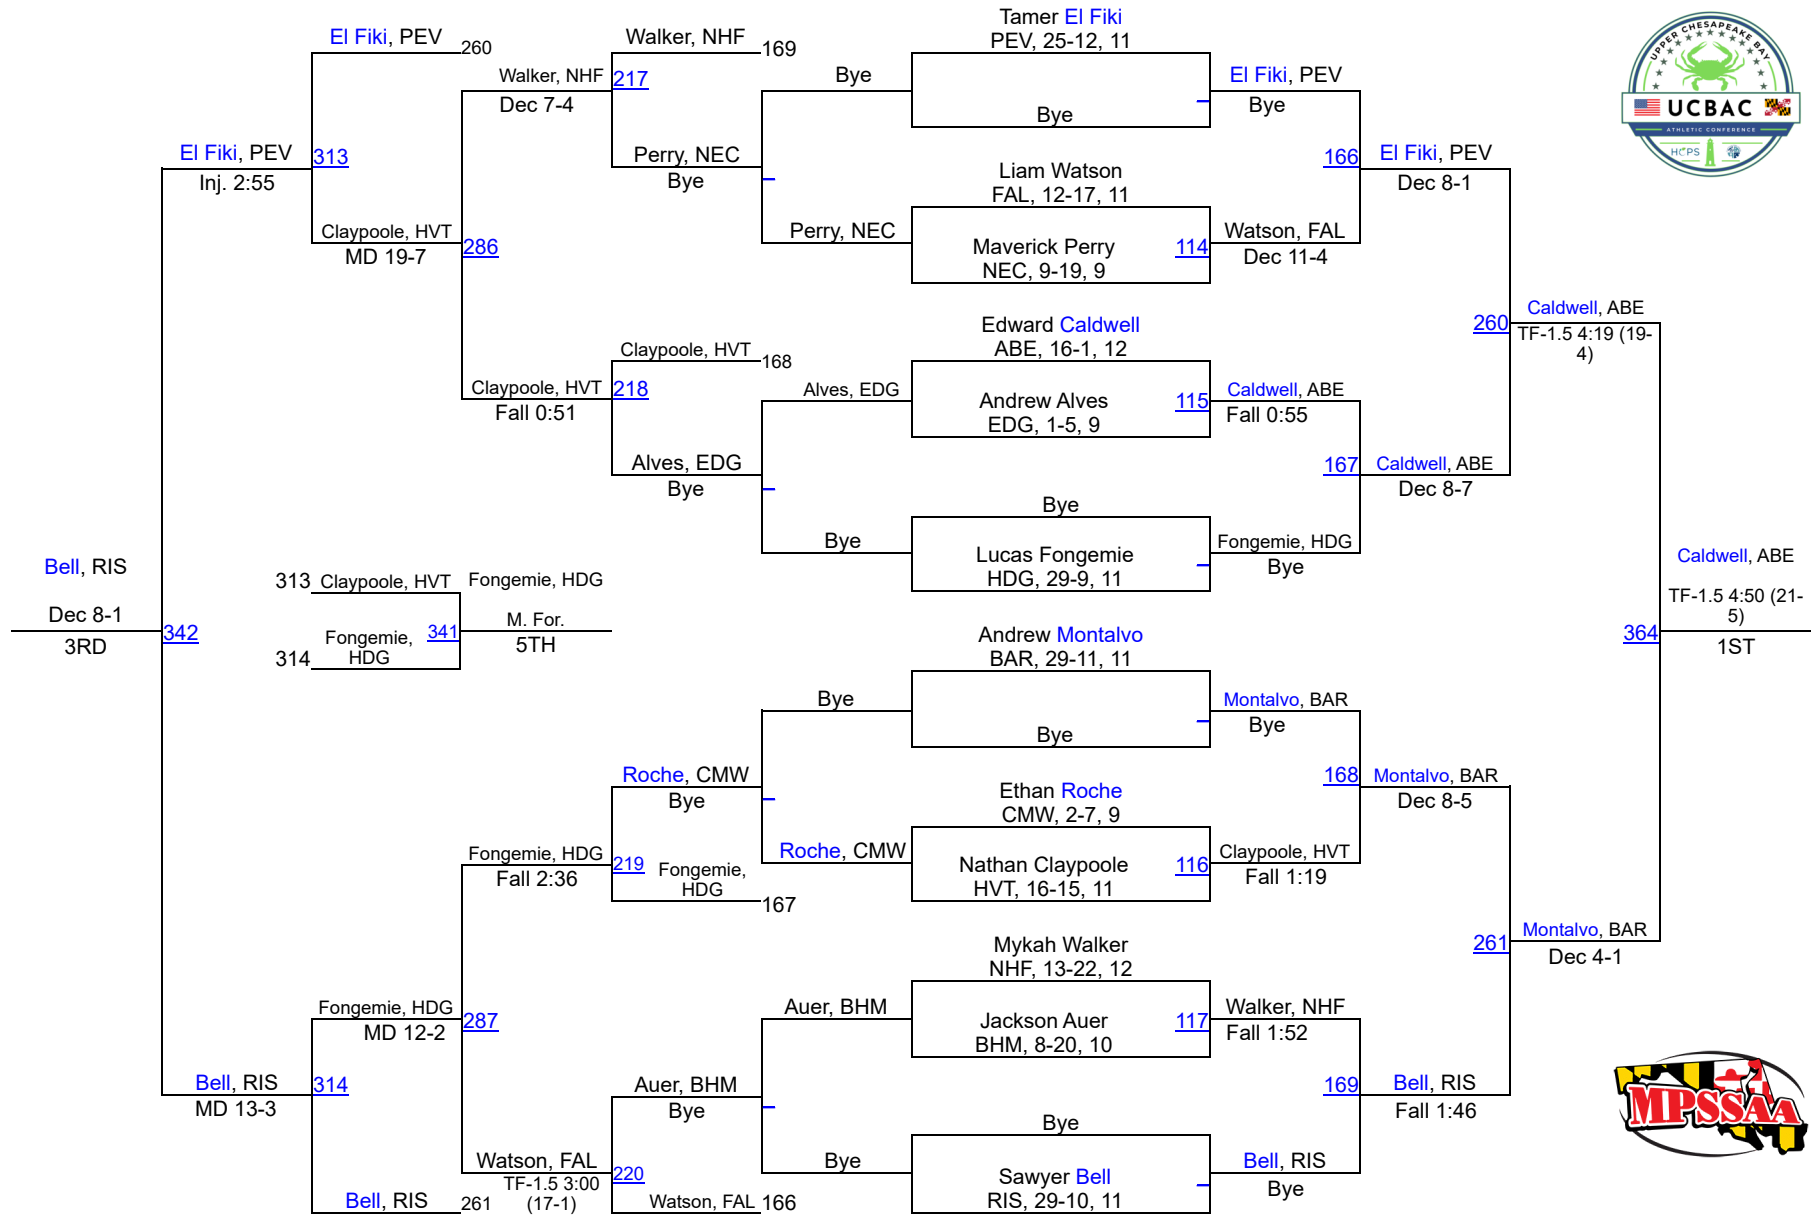 El Fiki, PEV
260
Walker, NHF
169
Walker, NHF
217
Dec 7-4
Bye
Perry, NEC
Bye
El Fiki, PEV
313
Inj. 2:55
Claypoole, HVT
286
MD 19-7
Perry, NEC
Claypoole, HVT
168
Claypoole, HVT
218
Fall 0:51
Alves, EDG
Alves, EDG
Bye
Bye
Bell, RIS
Dec 8-1
342
3RD
313 Claypoole, HVT
Fongemie, HDG
314
Fongemie,
HDG
341
M. For.
5TH
Bye
Roche, CMW
Bye
Roche, CMW
Fongemie, HDG
219
Fall 2:36
Fongemie,
HDG
167
Fongemie, HDG
287
MD 12-2
Auer, BHM
Auer, BHM
Bye
Bye
Bell, RIS
314
MD 13-3
Watson, FAL
220
TF-1.5 3:00
(17-1)
Watson, FAL 166
Bell, RIS
261
Tamer El Fiki
PEV, 25-12, 11
Bye
El Fiki, PEV
Bye
Liam Watson
FAL, 12-17, 11
Maverick Perry
NEC, 9-19, 9
114
Watson, FAL
Dec 11-4
166
El Fiki, PEV
Dec 8-1
Edward Caldwell
ABE, 16-1, 12
Andrew Alves
EDG, 1-5, 9
115
Caldwell, ABE
Fall 0:55
Bye
Lucas Fongemie
HDG, 29-9, 11
Fongemie, HDG
Bye
167
Caldwell, ABE
Dec 8-7
260
Caldwell, ABE
TF-1.5 4:19 (19-
4)
Andrew Montalvo
BAR, 29-11, 11
Bye
Montalvo, BAR
Bye
Ethan Roche
CMW, 2-7, 9
Nathan Claypoole
HVT, 16-15, 11
116
Claypoole, HVT
Fall 1:19
168
Montalvo, BAR
Dec 8-5
Mykah Walker
NHF, 13-22, 12
Jackson Auer
BHM, 8-20, 10
117
Walker, NHF
Fall 1:52
Bye
Sawyer Bell
RIS, 29-10, 11
Bell, RIS
Bye
169
Bell, RIS
Fall 1:46
261
Montalvo, BAR
Dec 4-1
Caldwell, ABE
TF-1.5 4:50 (21-
5)
364
1ST
UPPER CHESAPEAKE BAY
UCBAC
ATHLETIC CONFERENCE
HCPS
MPSSAA